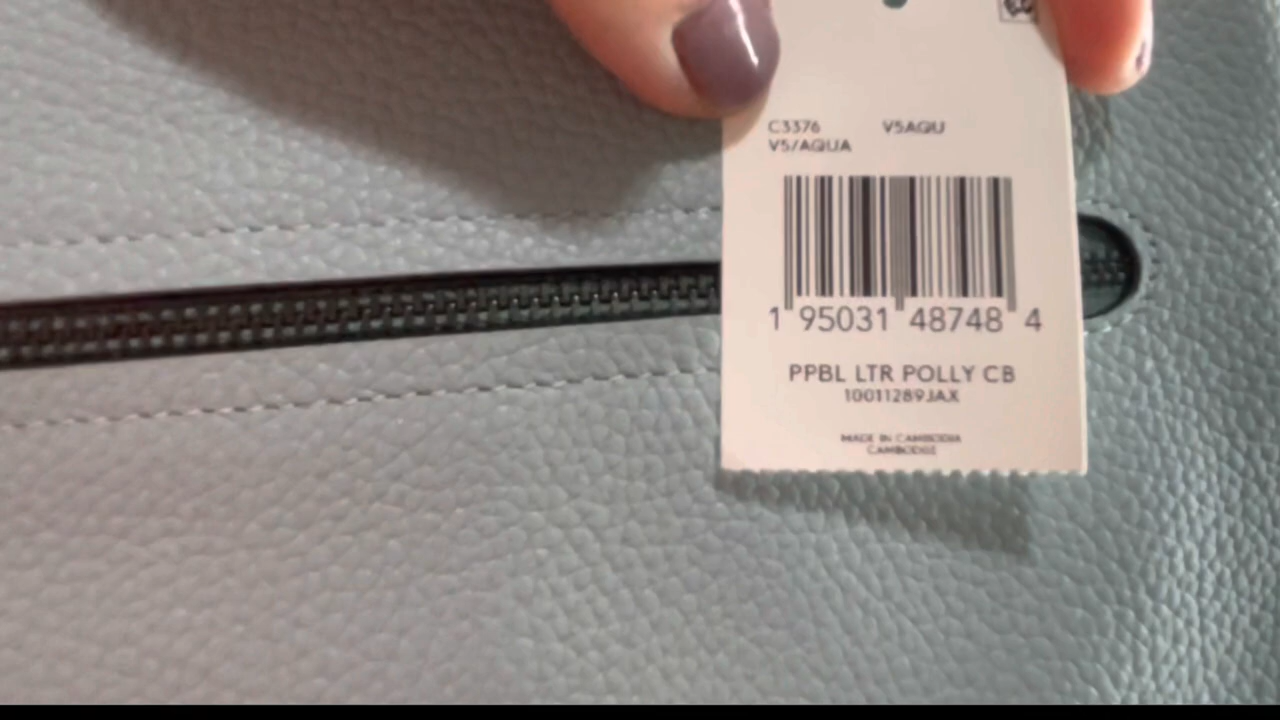 C3376 V5AQU
V5/AQUA
1 95031 48748 4
PPBL LTR POLLY CB
10011289JAX
MADE IN CAMBODIA
CAMBODGE